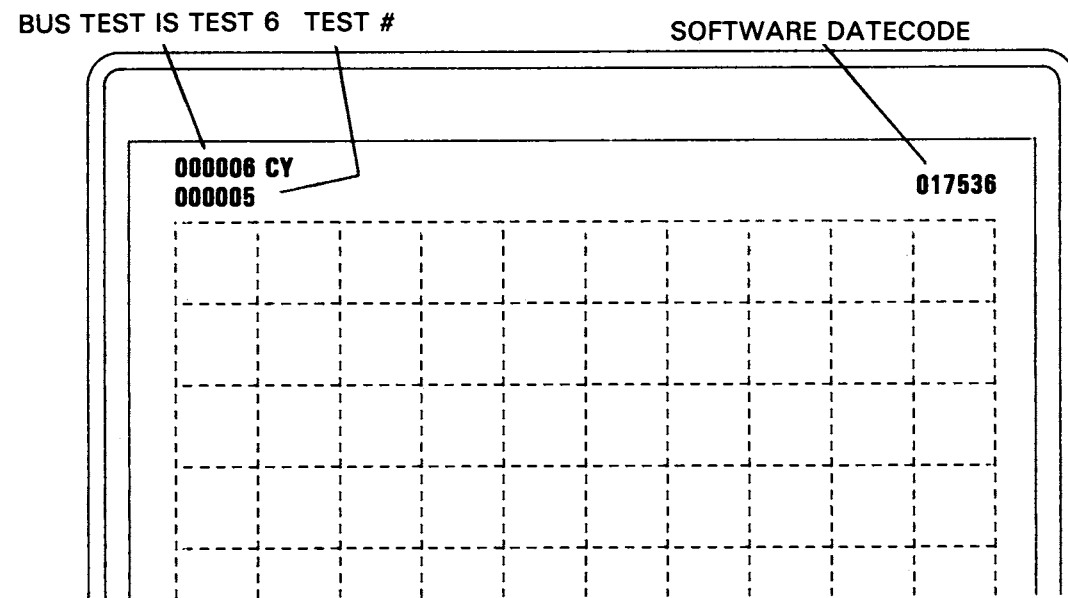 BUS TEST IS TEST 6 TEST #
SOFTWARE DATECODE
000006 CY
000005
017536